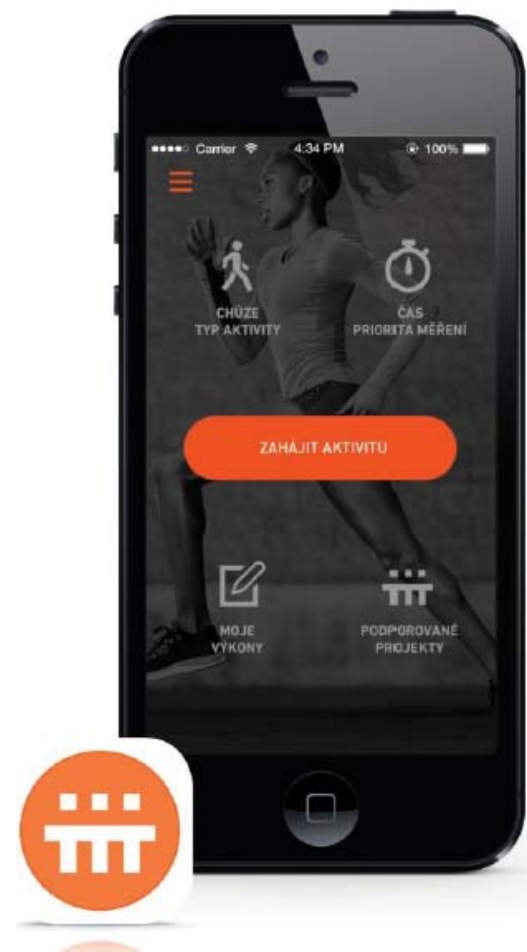 Carrier 4:34 PM 100%
CHŮZE
TYP AKTIVITY
ČAS
PRIORITA MĚŘENÍ
ZAHÁJIT AKTIVITU
MOJE
VÝKONY
PODPOROVANÉ
PROJEKTY